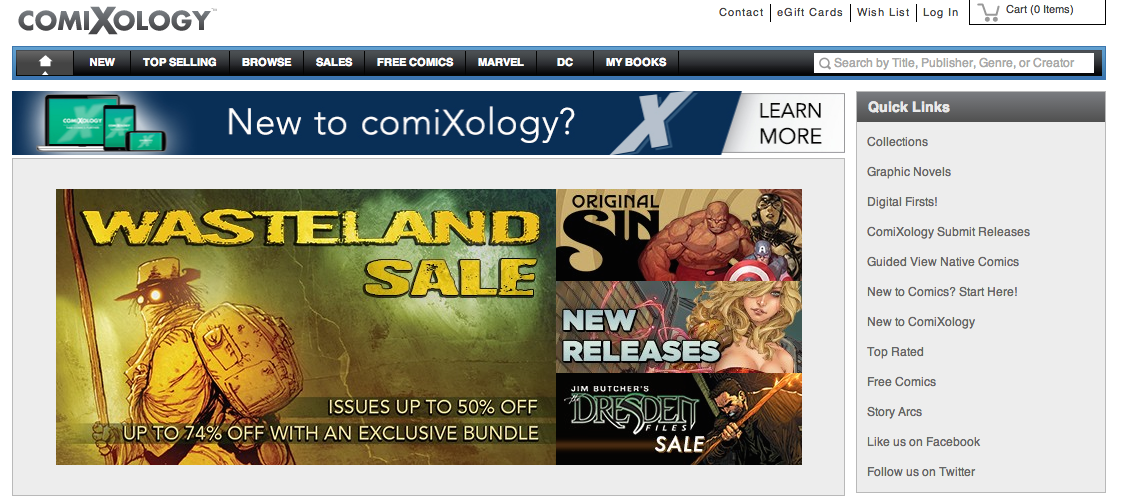 COMIXOLOGY™
Contact eGift Cards Wish List Log In Cart (0 Items)
NEW TOP SELLING BROWSE SALES FREE COMICS MARVEL DC MY BOOKS Search by Title, Publisher, Genre, or Creator
COMIXOLOGY
New to comiXology?
LEARN
MORE
WASTELAND
SALE
ISSUES UP TO 50% OFF
UP TO 74% OFF WITH AN EXCLUSIVE BUNDLE
ORIGINAL
SIN
NEW
RELEASES
JIM BUTCHER'S
THE DRESDEN
FILES
SALE
Quick Links
Collections
Graphic Novels
Digital Firsts!
ComiXology Submit Releases
Guided View Native Comics
New to Comics? Start Here!
New to ComiXology
Top Rated
Free Comics
Story Arcs
Like us on Facebook
Follow us on Twitter